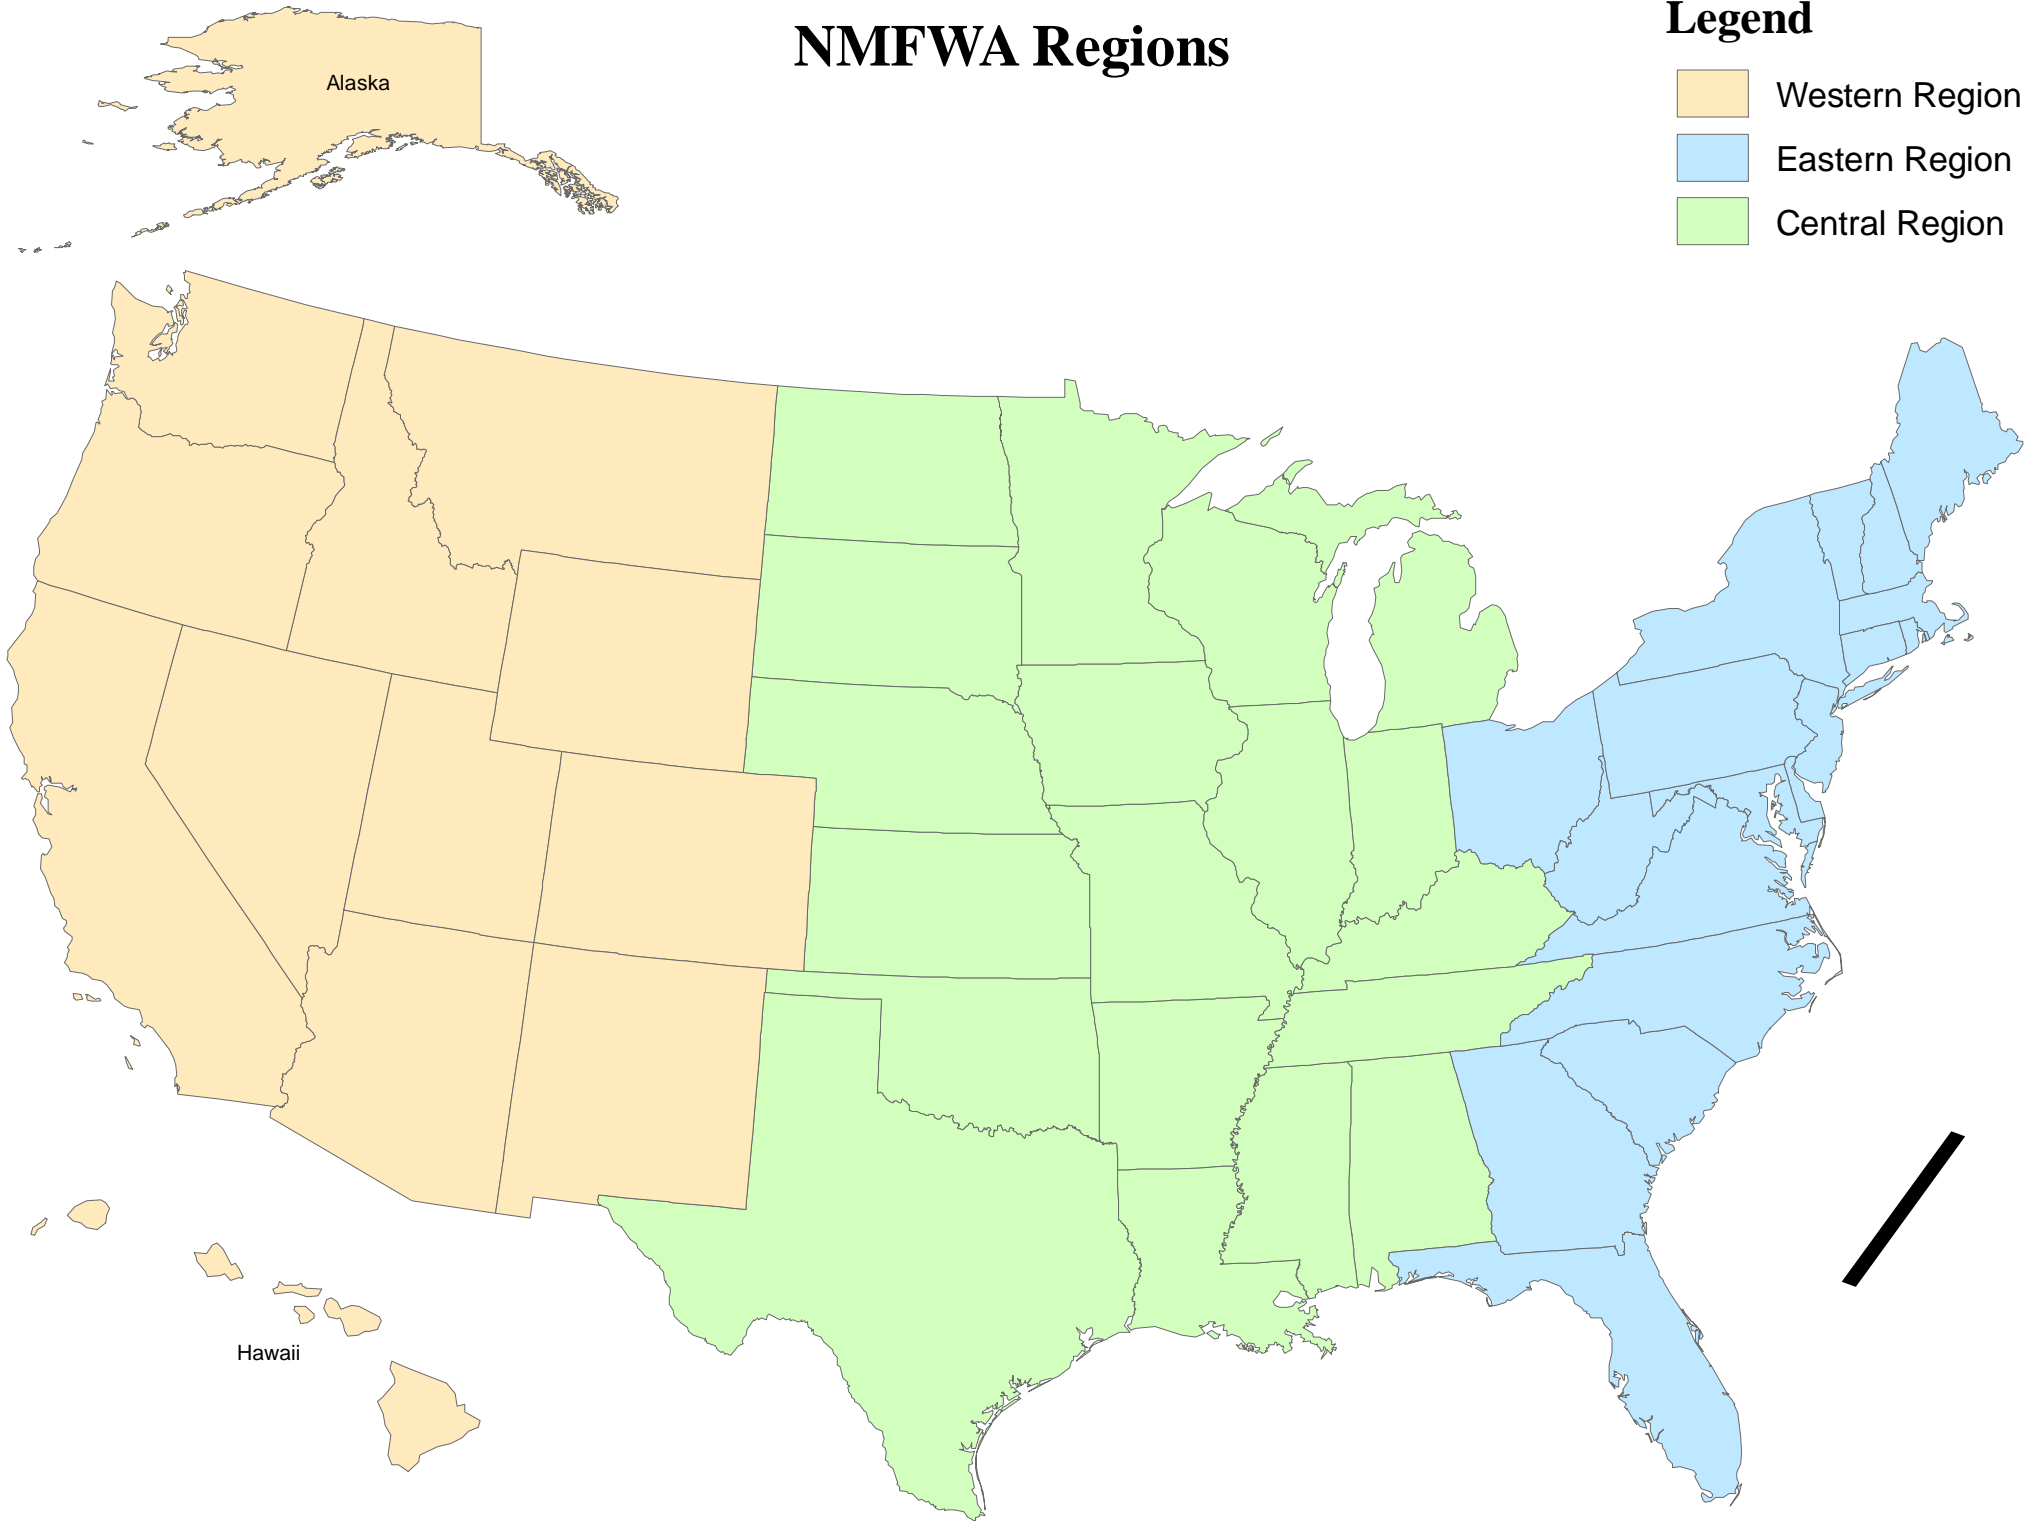 NMFWA Regions
Legend
Western Region
Eastern Region
Central Region
Alaska
Hawaii